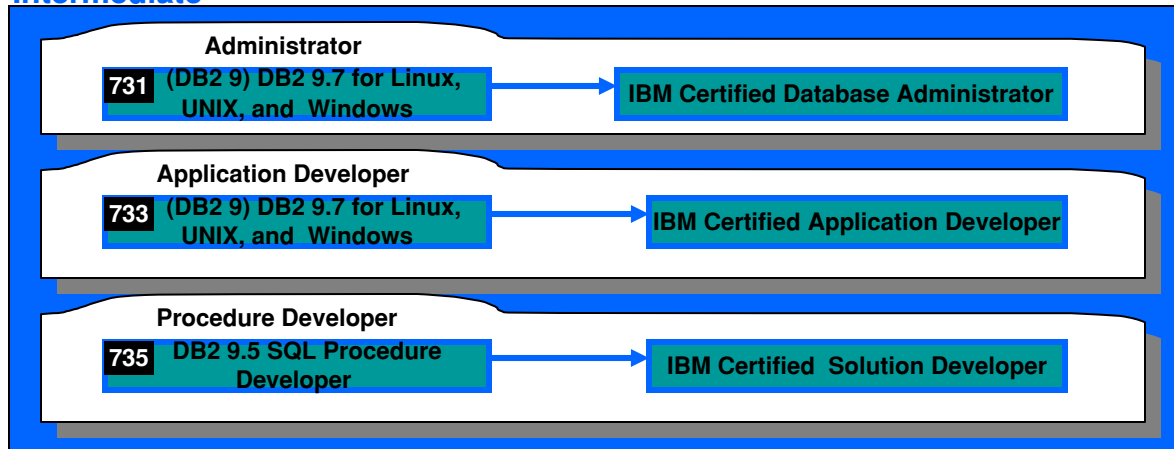 Intermediate
Administrator
731 (DB2 9) DB2 9.7 for Linux,
UNIX, and Windows
IBM Certified Database Administrator
Application Developer
733 (DB2 9) DB2 9.7 for Linux,
UNIX, and Windows
IBM Certified Application Developer
Procedure Developer
735 DB2 9.5 SQL Procedure
Developer
IBM Certified Solution Developer